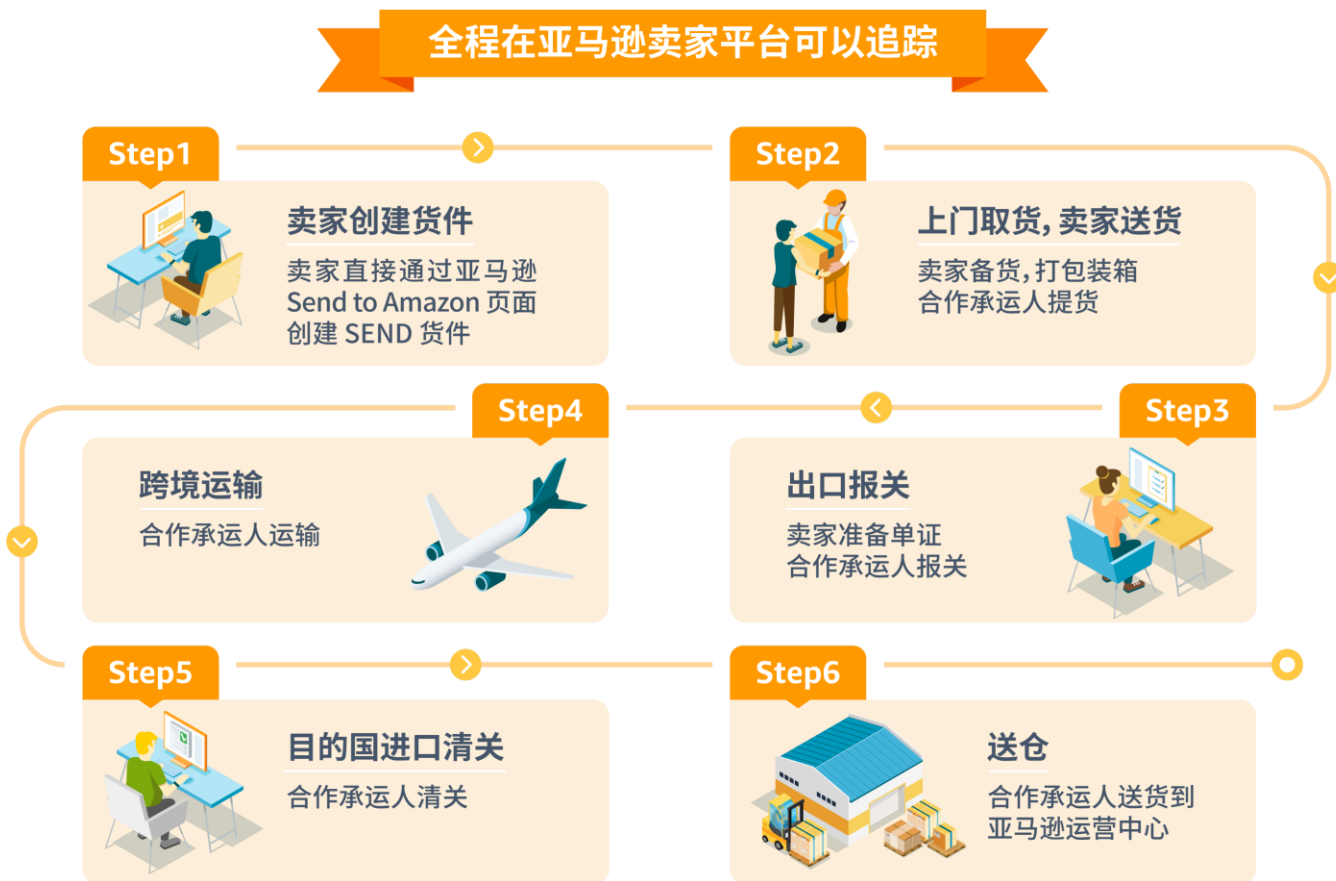 全程在亚马逊卖家平台可以追踪
Step1
卖家创建货件
卖家直接通过亚马逊
Send to Amazon 页面
创建 SEND 货件
Step2
上门取货, 卖家送货
卖家备货,打包装箱
合作承运人提货
Step3
出口报关
卖家准备单证
合作承运人报关
Step4
跨境运输
合作承运人运输
Step5
目的国进口清关
合作承运人清关
Step6
送仓
合作承运人送货到
亚马逊运营中心